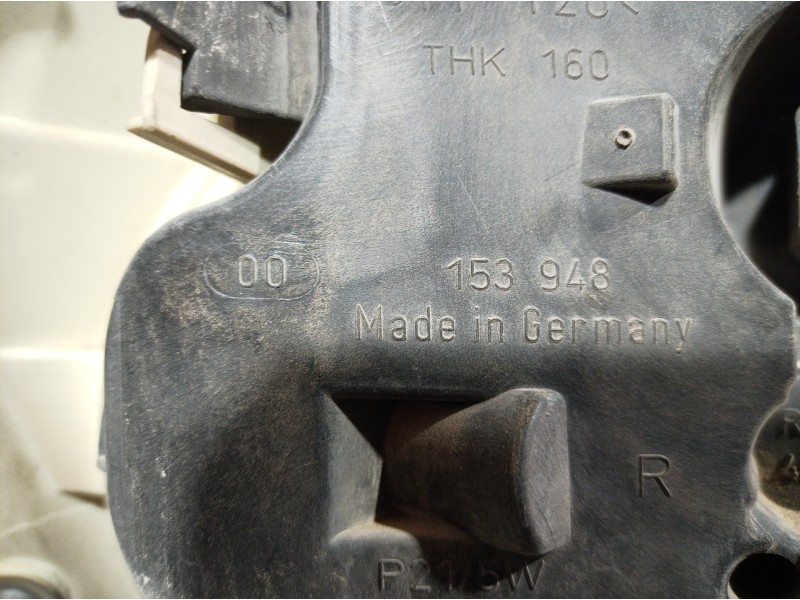 THK 160
00 153 948
Made in Germany
R
P21/5W